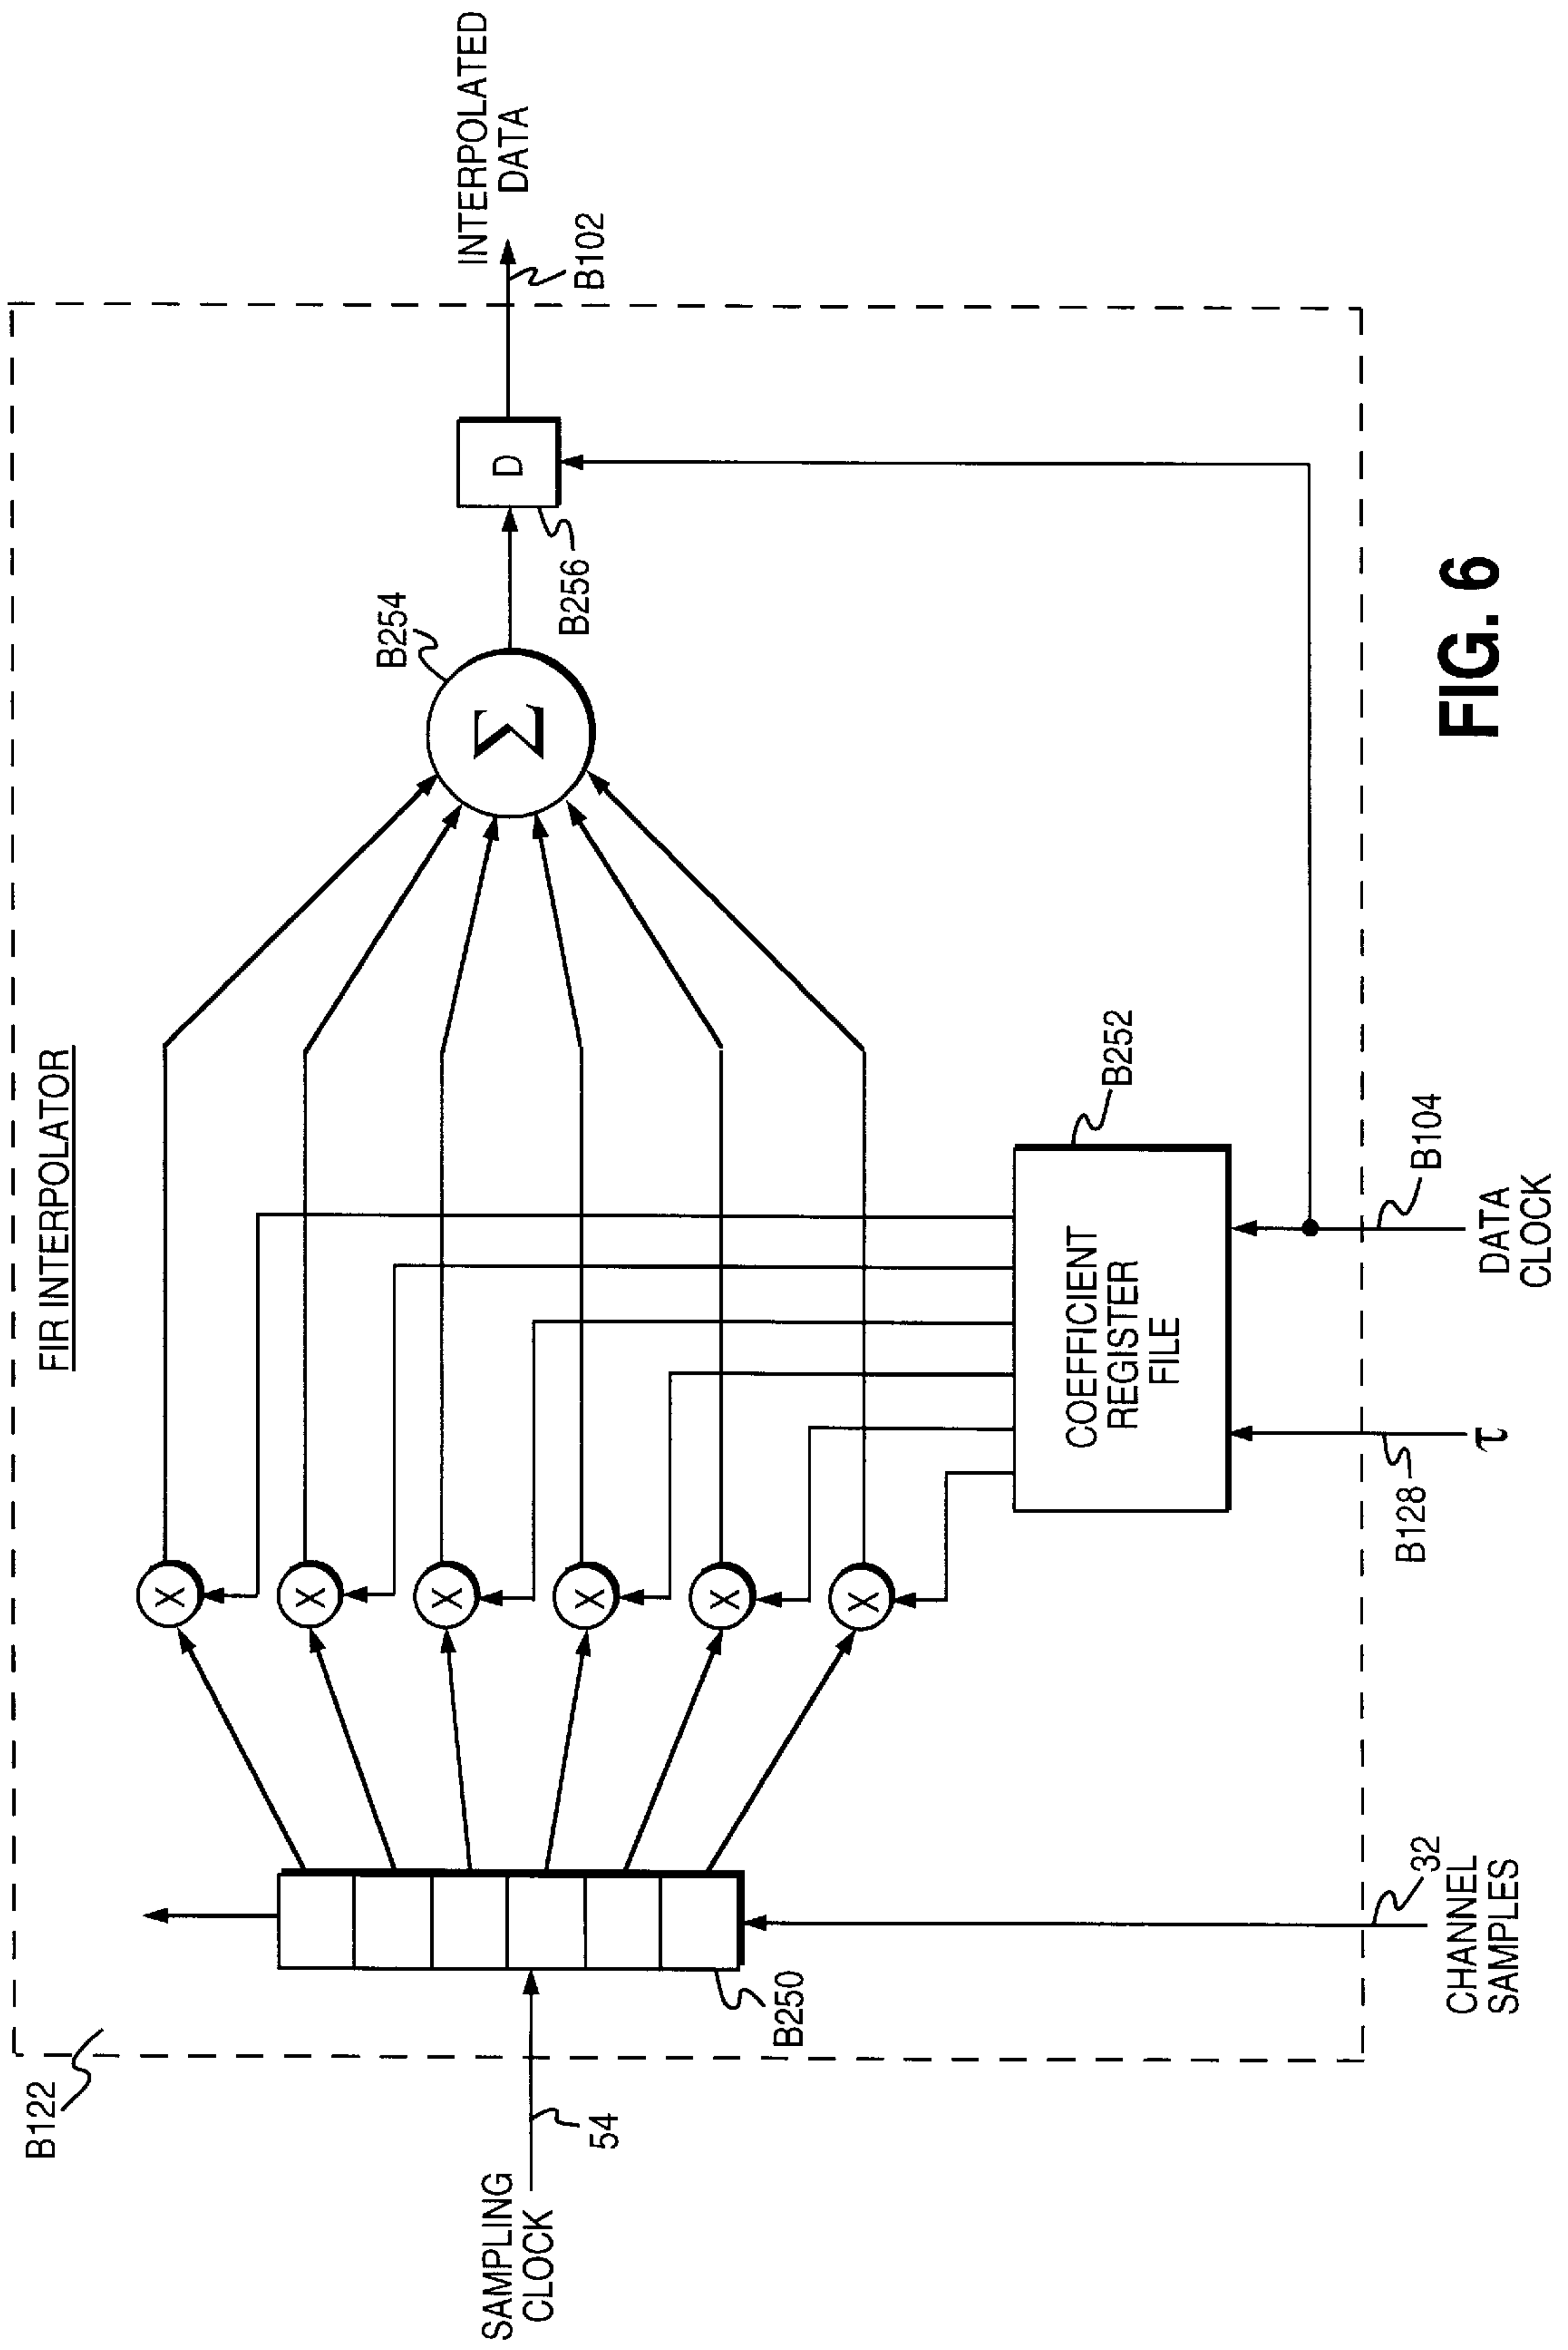 FIR INTERPOLATOR
B122
SAMPLING
CLOCK
54
B250
CHANNEL
SAMPLES
32
X
X
X
X
X
X
COEFFICIENT
REGISTER
FILE
B252
B128
τ
B104
DATA
CLOCK
B254
Σ
B256
D
INTERPOLATED
DATA
B102
FIG. 6